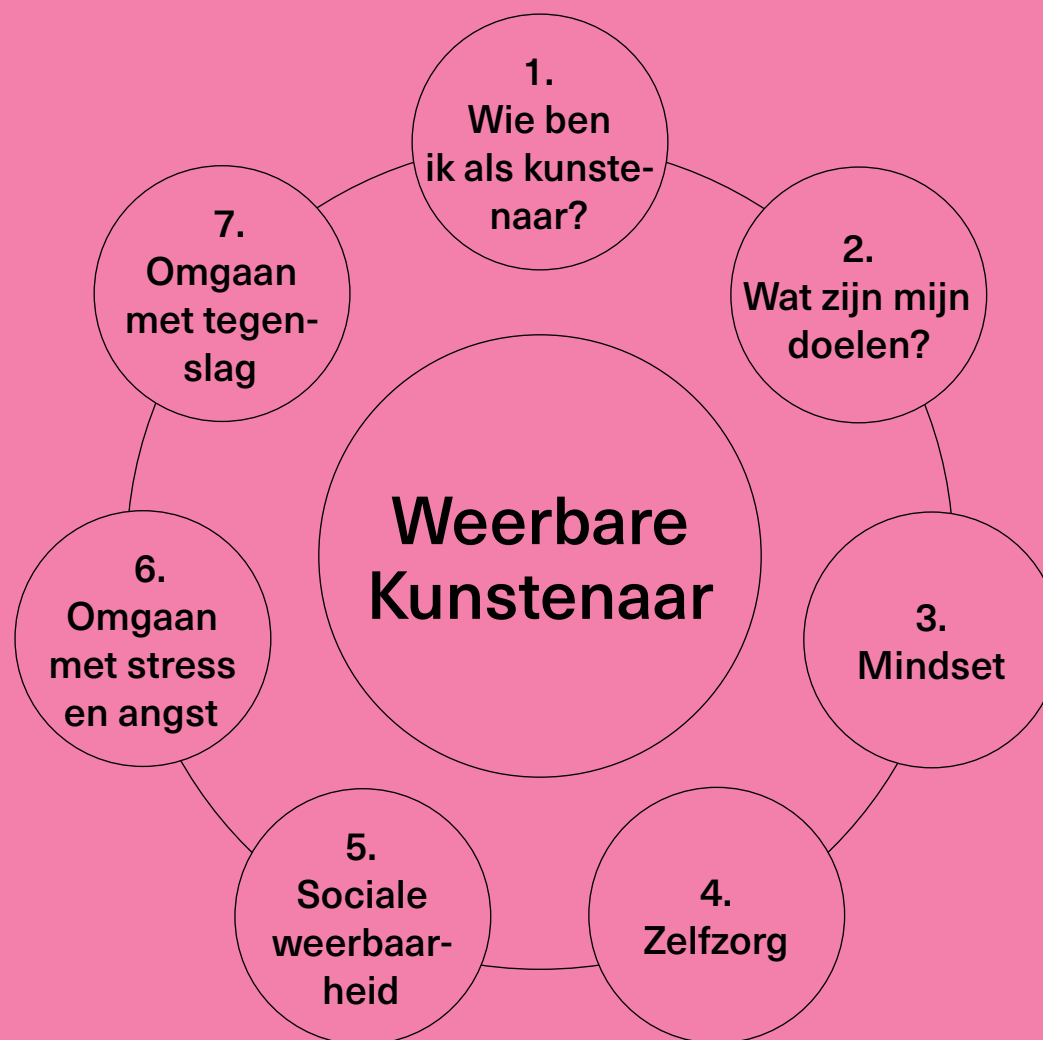 1.
Wie ben
ik als kunste-
naar?
2.
Wat zijn mijn
doelen?
3.
Mindset
4.
Zelfzorg
5.
Sociale
weerbaar-
heid
6.
Omgaan
met stress
en angst
7.
Omgaan
met tegen-
slag
Weerbare
Kunstenaar